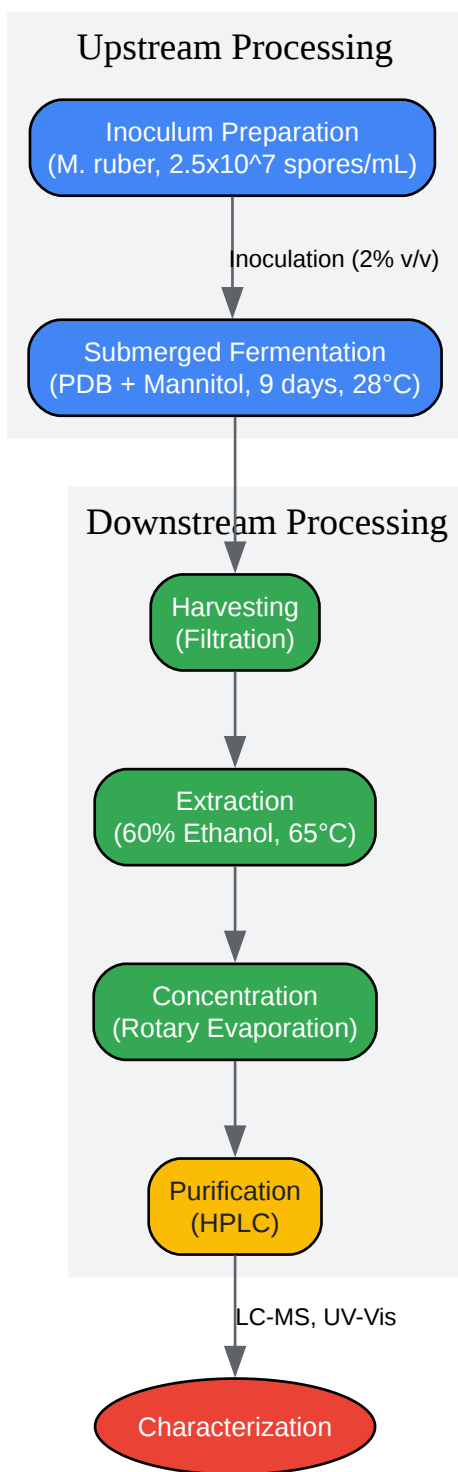 Upstream Processing
Inoculum Preparation
(M. ruber, 2.5x10^7 spores/mL)
Inoculation (2% v/v)
Submerged Fermentation
(PDB + Mannitol, 9 days, 28°C)
Downstream Processing
Harvesting
(Filtration)
Extraction
(60% Ethanol, 65°C)
Concentration
(Rotary Evaporation)
Purification
(HPLC)
LC-MS, UV-Vis
Characterization